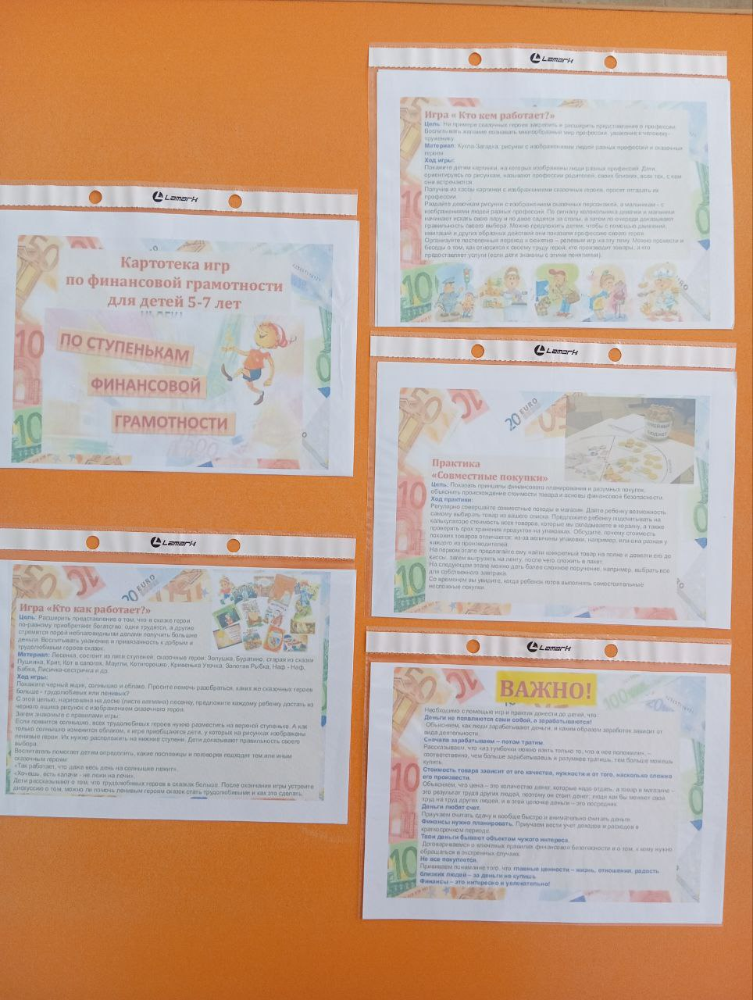 Lamark
Картотека игр
по финансовой грамотности
для детей 5-7 лет
ПО СТУПЕНЬКАМ
ФИНАНСОВОЙ
ГРАМОТНОСТИ
Lamark
20 EURO
Игра «Кто как работает?»
Цель: Расширить представление о том, что в сказке герои
по-разному приобретают богатство: одни трудятся, а другие
стремятся порой неблаговидными делами получить большие
деньги. Воспитывать уважение и привязанность к добрым и
трудолюбивым героев сказок.
Материал: Лесенка, состоит из пяти ступеней, сказочные герои: Золушка, Буратино, старая из сказки
Пушкина, Крит, Кот в сапогах, Маугли, Котигорошко, Кривенька Уточка, Золотая Рыбка, Наф - Наф,
Бабка, Лисичка-сестричка и др.
Ход игры:
Покажите черный ящик, солнышко и облако. Просите помочь разобраться, каких же сказочных героев
больше - трудолюбивых или ленивых?
С этой целью, нарисована на доске (листе ватмана) лесенку, предложите каждому ребенку достать из
черного ящика рисунок с изображением сказочного героя.
Затем знакомьте с правилами игры:
Если появится солнышко, всех трудолюбивых героев нужно разместить на верхней ступеньке. А как
только солнышко изменится облаком, к игре приобщаются дети, у которых на рисунках изображены
ленивые герои. Их нужно расположить на нижние ступени. Дети доказывают правильность своего
выбора.
Воспитатель помогает детям определить, какие пословицы и поговорки подходят тем или иным
сказочным героям:
«Так работает, что даже весь день на солнышке лежит».
«Хочешь есть калачи - не лежи на печи».
Дети рассказывают о том, что трудолюбивых героев в сказках больше. После окончания игры устройте
дискуссию о том, можно ли помочь ленивым героям сказок стать трудолюбивыми и как это сделать.
Lamark
Игра « Кто кем работает?»
Цель: На примере сказочных героев закрепить и расширить представление о профессии.
Воспитывать желание познавать многообразный мир профессий, уважение к человеку-
труженику.
Материал: Кукла-Загадка, рисунки с изображениями людей разных профессий и сказочных
героев
Ход игры:
Покажите детям картинки, на которых изображены люди разных профессий. Дети,
ориентируясь по рисункам, называют профессии родителей, своих близких, всех тех, с кем
они встречаются.
Получив из кассы картинки с изображениями сказочных героев, просят отгадать их
профессии.
Раздайте девочкам рисунки с изображением сказочных персонажей, а мальчикам - с
изображениями людей разных профессий. По сигналу колокольчика девочки и мальчики
начинают искать свою пару и по двое садятся за столы, а затем по очереди доказывают
правильность своего выбора. Можно предложить детям, чтобы с помощью движений,
имитаций и других образных действий они показали профессию своего героя.
Организуйте постепенный переход к сюжетно – ролевым игр на эту тему. Можно провести и
беседы о том, как относится к своему труду герой, кто производит товары, а кто
предоставляет услуги (если дети знакомы с этими понятиями).
Lamark
20 EURO
СЕМЕЙНЫЙ
БЮДЖЕТ
Практика
«Совместные покупки»
Цель: Показать принципы финансового планирования и разумных покупок,
объяснить происхождение стоимости товара и основы финансовой безопасности.
Ход практики:
Регулярно совершайте совместные походы в магазин. Дайте ребенку возможность
самому выбирать товар из вашего списка. Предложите ребенку подсчитывать на
калькуляторе стоимость всех товаров, которые вы складываете в корзину, а также
проверять срок хранения продуктов на упаковках. Обсудите, почему стоимость
похожих товаров отличается: из-за величины упаковки, например, или она разная у
каждого из производителей.
На первом этапе предлагайте ему найти конкретный товар на полке и довезти его до
кассы, затем выгрузить на ленту, после чего сложить в пакет.
На следующем этапе можно дать более сложное поручение, например, выбрать все
для собственного завтрака.
Со временем вы увидите, когда ребенок готов выполнять самостоятельные
несложные покупки.
Lamark
ВАЖНО!
Необходимо с помощью игр и практик донести до детей, что:
Деньги не появляются сами собой, а зарабатываются!
Объясняем, как люди зарабатывают деньги, и каким образом заработок зависит от
вида деятельности.
Сначала зарабатываем – потом тратим.
Рассказываем, что «из тумбочки можно взять только то, что в нее положили», –
соответственно, чем больше зарабатываешь и разумнее тратишь, тем больше можешь
купить.
Стоимость товара зависит от его качества, нужности и от того, насколько сложно
его произвести.
Объясняем, что цена – это количество денег, которые надо отдать, а товар в магазине –
это результат труда других людей, поэтому он стоит денег; люди как бы меняют свой
труд на труд других людей, и в этой цепочке деньги – это посредник.
Деньги любят счет.
Приучаем считать сдачу и вообще быстро и внимательно считать деньги.
Финансы нужно планировать. Приучаем вести учет доходов и расходов в
краткосрочном периоде.
Твои деньги бывают объектом чужого интереса.
Договариваемся о ключевых правилах финансовой безопасности и о том, к кому нужно
обращаться в экстренных случаях.
Не все покупается.
Прививаем понимание того, что главные ценности – жизнь, отношения, радость
близких людей – за деньги не купишь.
Финансы – это интересно и увлекательно!